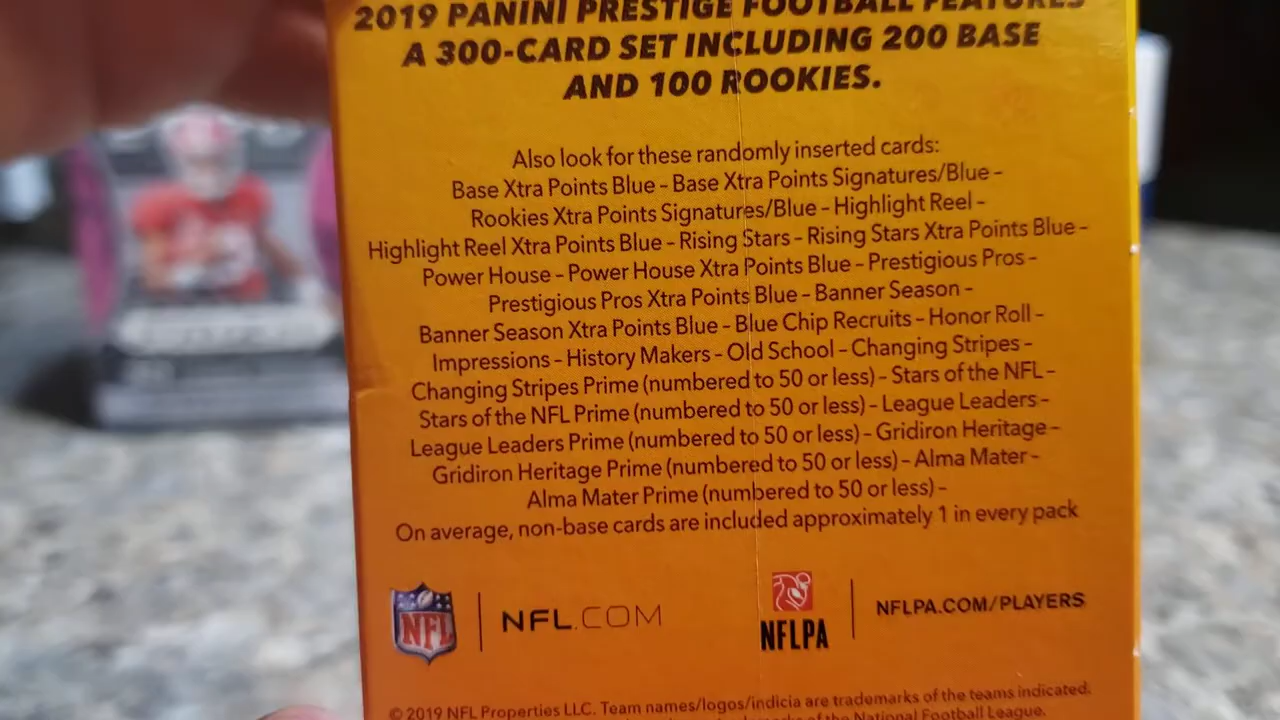 2019 PANINI PRESTIGE FOOTBALL FEATURES
A 300-CARD SET INCLUDING 200 BASE
AND 100 ROOKIES.
Also look for these randomly inserted cards:
Base Xtra Points Blue – Base Xtra Points Signatures/Blue –
Rookies Xtra Points Signatures/Blue – Highlight Reel –
Highlight Reel Xtra Points Blue – Rising Stars – Rising Stars Xtra Points Blue –
Power House – Power House Xtra Points Blue – Prestigious Pros –
Prestigious Pros Xtra Points Blue – Banner Season –
Banner Season Xtra Points Blue – Blue Chip Recruits – Honor Roll –
Impressions – History Makers – Old School – Changing Stripes –
Changing Stripes Prime (numbered to 50 or less) – Stars of the NFL –
Stars of the NFL Prime (numbered to 50 or less) – League Leaders –
League Leaders Prime (numbered to 50 or less) – Gridiron Heritage –
Gridiron Heritage Prime (numbered to 50 or less) – Alma Mater –
Alma Mater Prime (numbered to 50 or less) –
On average, non-base cards are included approximately 1 in every pack
NFL | NFL.COM NFLPA | NFLPA.COM/PLAYERS
© 2019 NFL Properties LLC. Team names/logos/indicia are trademarks of the teams indicated.
of the National Football League.